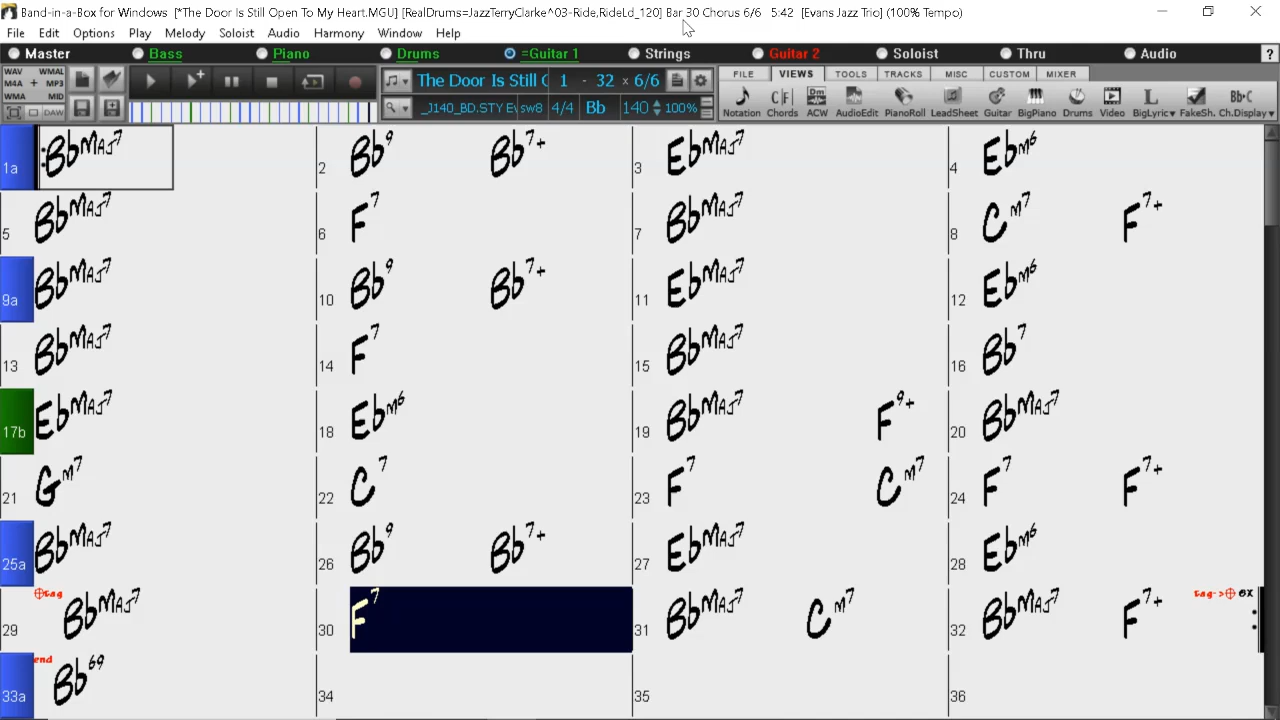 Band-in-a-Box for Windows [*The Door Is Still Open To My Heart.MGU] [RealDrums=JazzTerryClarke^03-Ride,RideLd_120] Bar 30 Chorus 6/6 5:42 [Evans Jazz Trio] (100% Tempo)
File Edit Options Play Melody Soloist Audio Harmony Window Help
Master Bass Piano Drums =Guitar 1 Strings Guitar 2 Soloist Thru Audio ?
WAV WMAL
M4A + MP3
WMA MID
DAW
The Door Is Still O 1 - 32 x 6/6
_J140_BD.STY Ev sw8 4/4 Bb 140 100%
FILE VIEWS TOOLS TRACKS MISC CUSTOM MIXER
Notation Chords ACW AudioEdit PianoRoll LeadSheet Guitar BigPiano Drums Video BigLyric FakeSh. Ch.Display
1a :BbMAJ7 2 Bb9 Bb7+ 3 EbMAJ7 4 Ebm6
5 BbMAJ7 6 F7 7 BbMAJ7 8 Cm7 F7+
9a BbMAJ7 10 Bb9 Bb7+ 11 EbMAJ7 12 Ebm6
13 BbMAJ7 14 F7 15 BbMAJ7 16 Bb7
17b EbMAJ7 18 Ebm6 19 BbMAJ7 F9+ 20 BbMAJ7
21 Gm7 22 C7 23 F7 Cm7 24 F7 F7+
25a BbMAJ7 26 Bb9 Bb7+ 27 EbMAJ7 28 Ebm6
tag tag-> 0x
29 BbMAJ7 30 F7 31 BbMAJ7 Cm7 32 BbMAJ7 F7+ :
end
33a Bb69 34 35 36